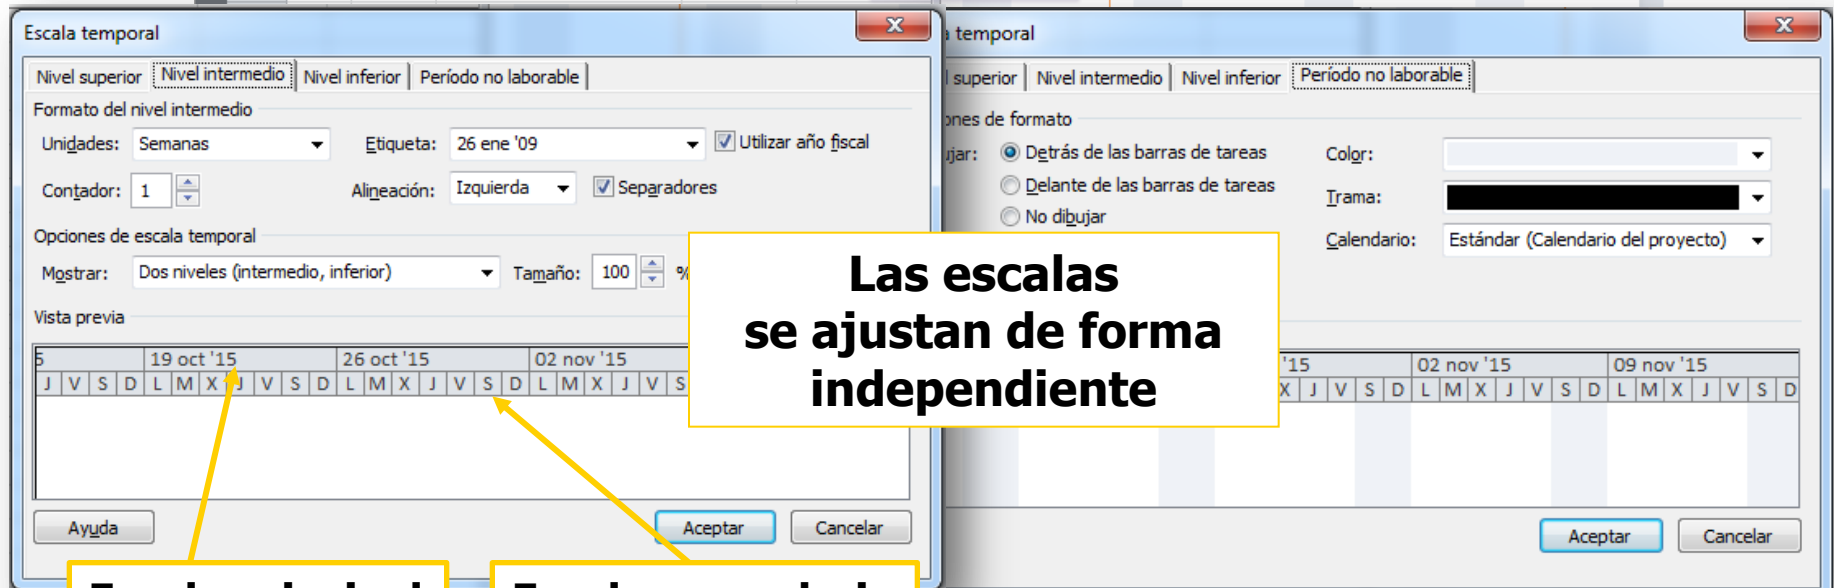 Escala temporal
Nivel superior Nivel intermedio Nivel inferior Período no laborable
Formato del nivel intermedio
Unidades: Semanas Etiqueta: 26 ene '09 Utilizar año fiscal
Contador: 1 Alineación: Izquierda Separadores
Opciones de escala temporal
Mostrar: Dos niveles (intermedio, inferior) Tamaño: 100 %
Vista previa
5 19 oct '15 26 oct '15 02 nov '15
J V S D L M X J V S D L M X J V S D L M X J V S
Ayuda Aceptar Cancelar
temporal
superior Nivel intermedio Nivel inferior Período no laborable
ones de formato
ujar: Detrás de las barras de tareas Color:
Delante de las barras de tareas
Trama:
No dibujar
Calendario: Estándar (Calendario del proyecto)
'15 02 nov '15 09 nov '15
X J V S D L M X J V S D L M X J V S D
Aceptar Cancelar
Las escalas
se ajustan de forma
independiente